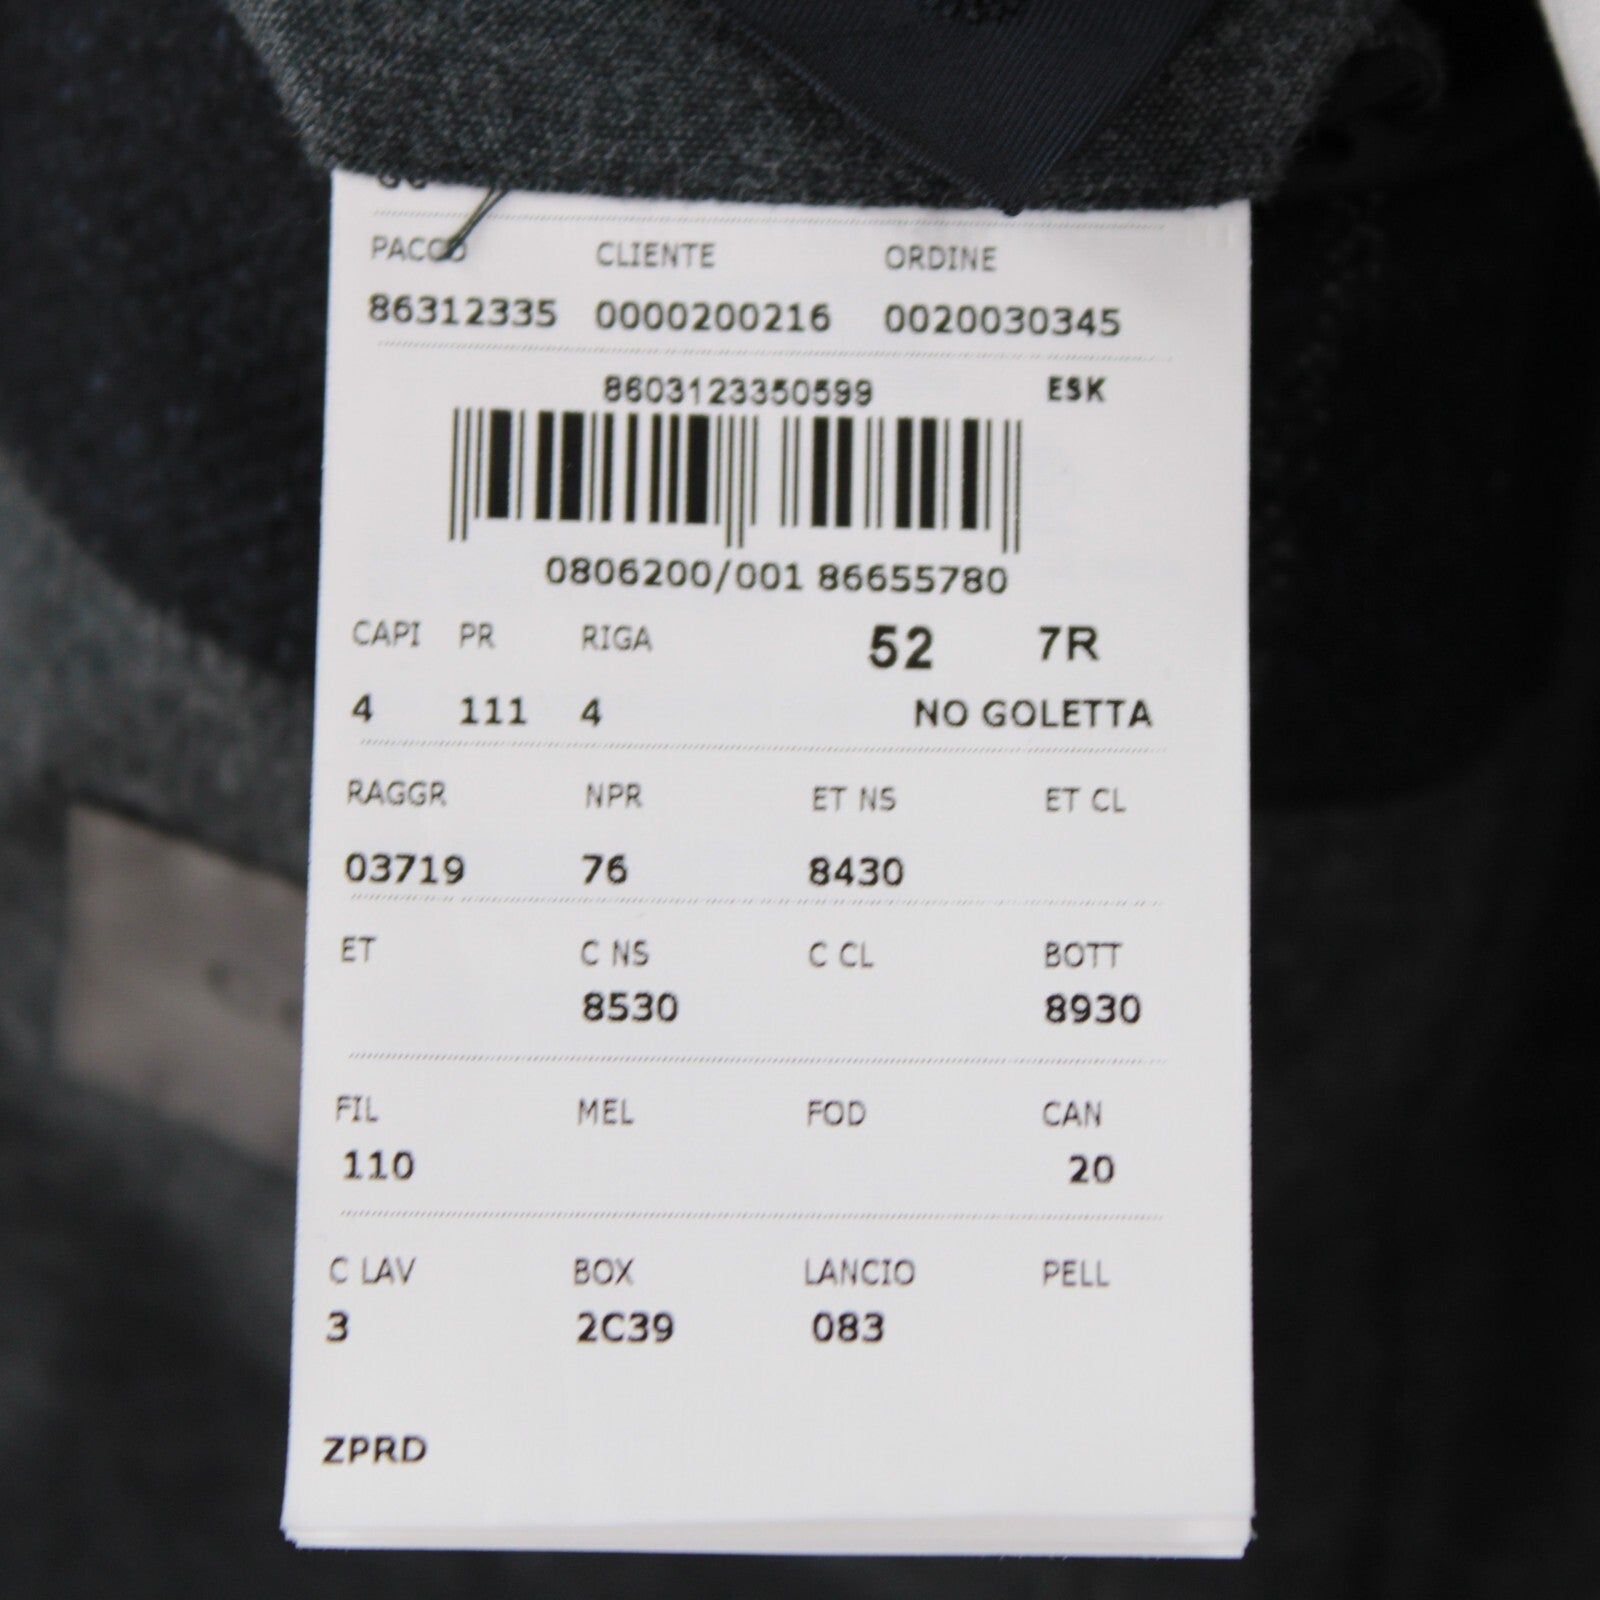 PACCO CLIENTE ORDINE
86312335 0000200216 0020030345
8603123350599 ESK
0806200/001 86655780
CAPI PR RIGA 52 7R
4 111 4 NO GOLETTA
RAGGR NPR ET NS ET CL
03719 76 8430
ET C NS C CL BOTT
8530 8930
FIL MEL FOD CAN
110 20
C LAV BOX LANCIO PELL
3 2C39 083
ZPRD